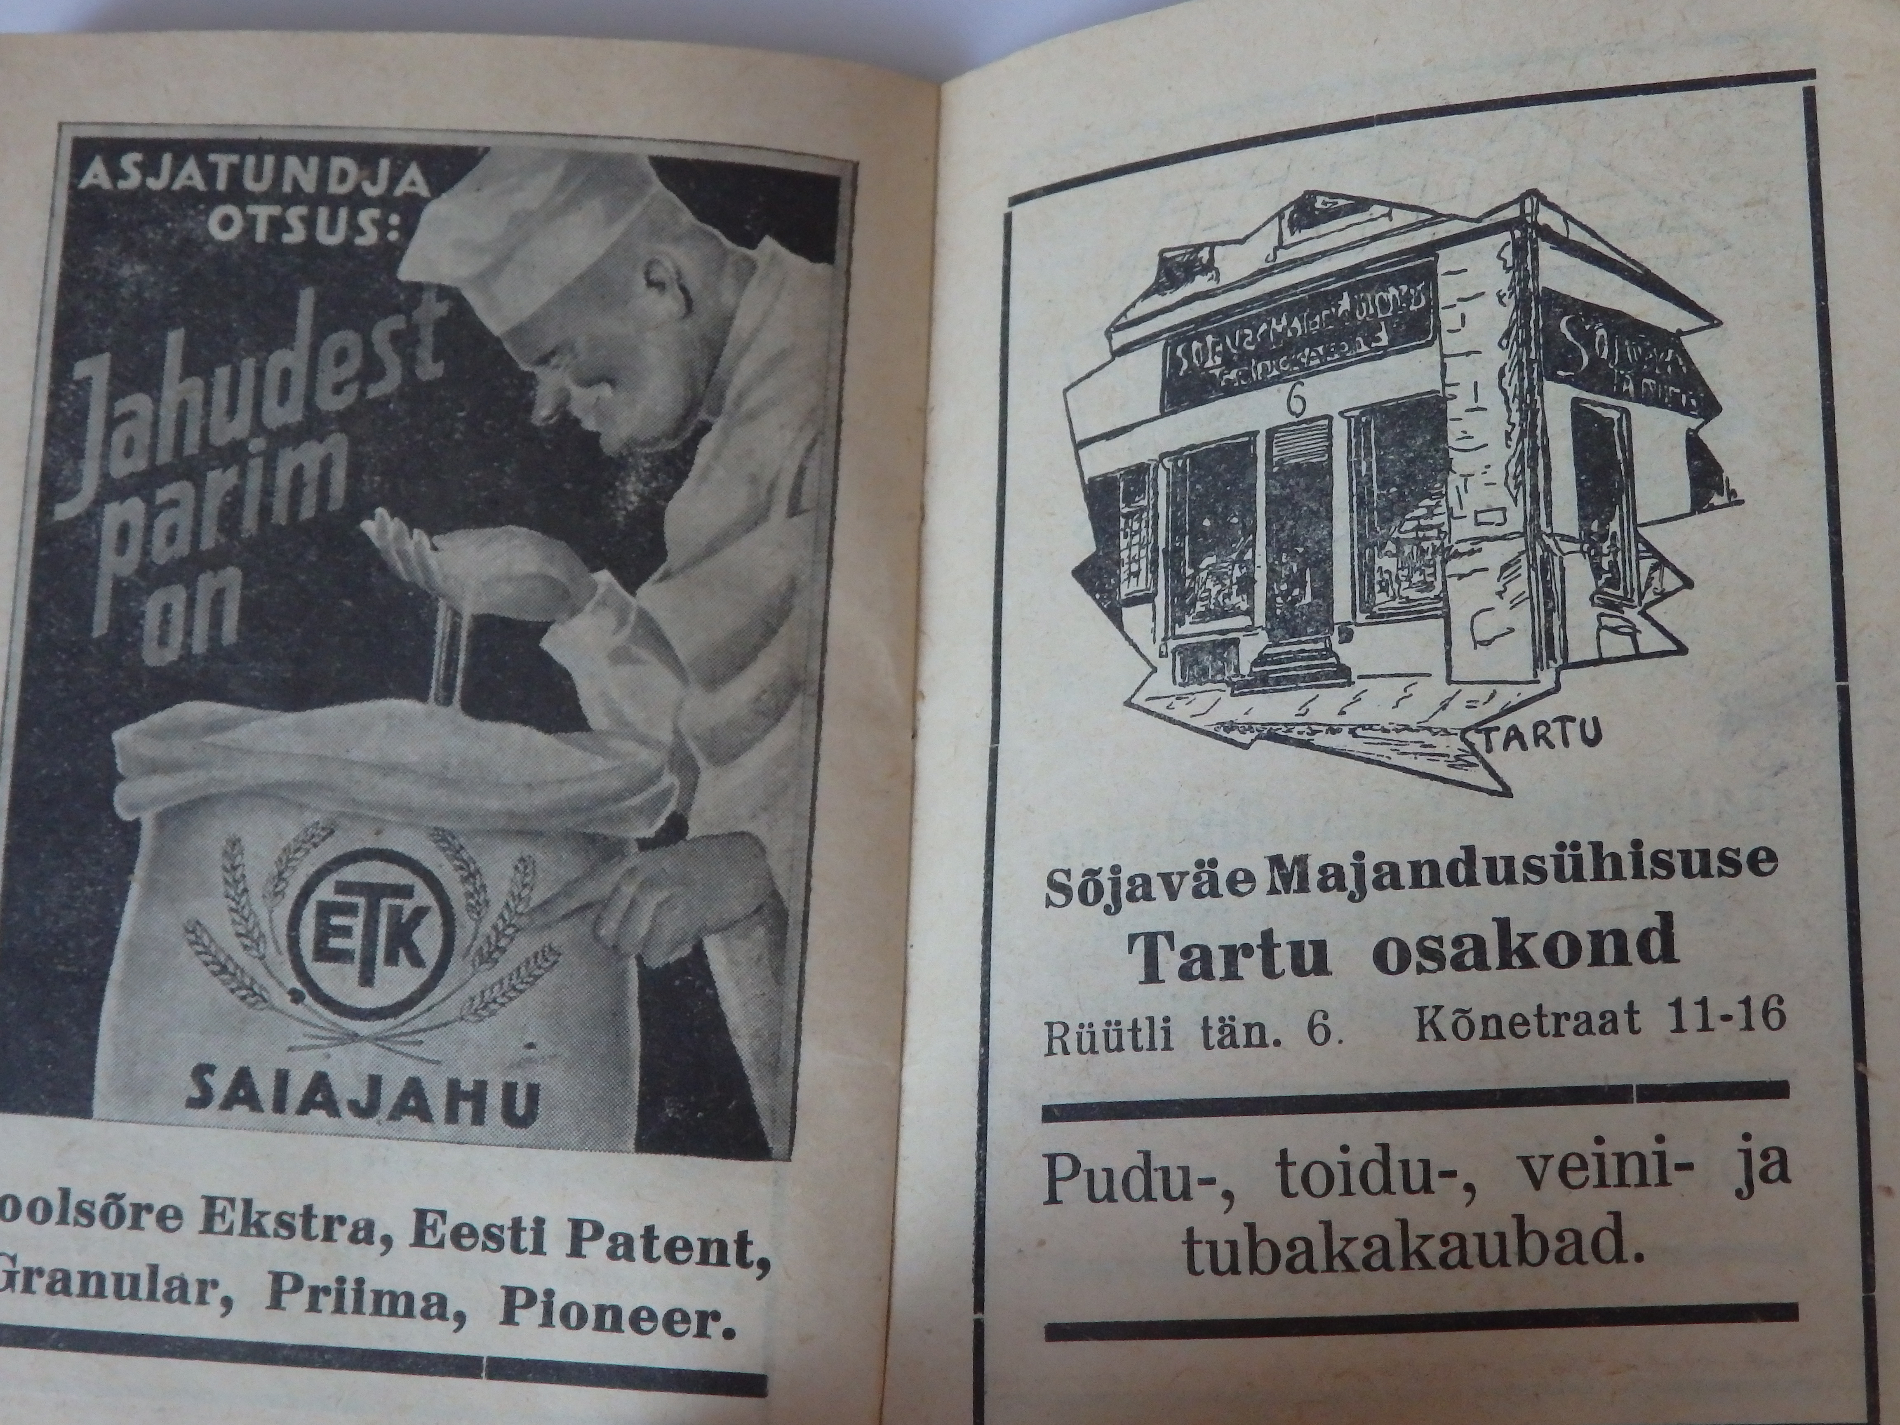 ASJATUNDJA
OTSUS:
Jahudest
parim
on
ETK
SAIAJAHU
Ekstra, Eesti Patent,
Granular, Priima, Pioneer.
6
TARTU
Sõjaväe Majandusühisuse
Tartu osakond
Rüütli tän. 6. Kõnetraat 11-16
Pudu-, toidu-, veini- ja
tubakakaubad.